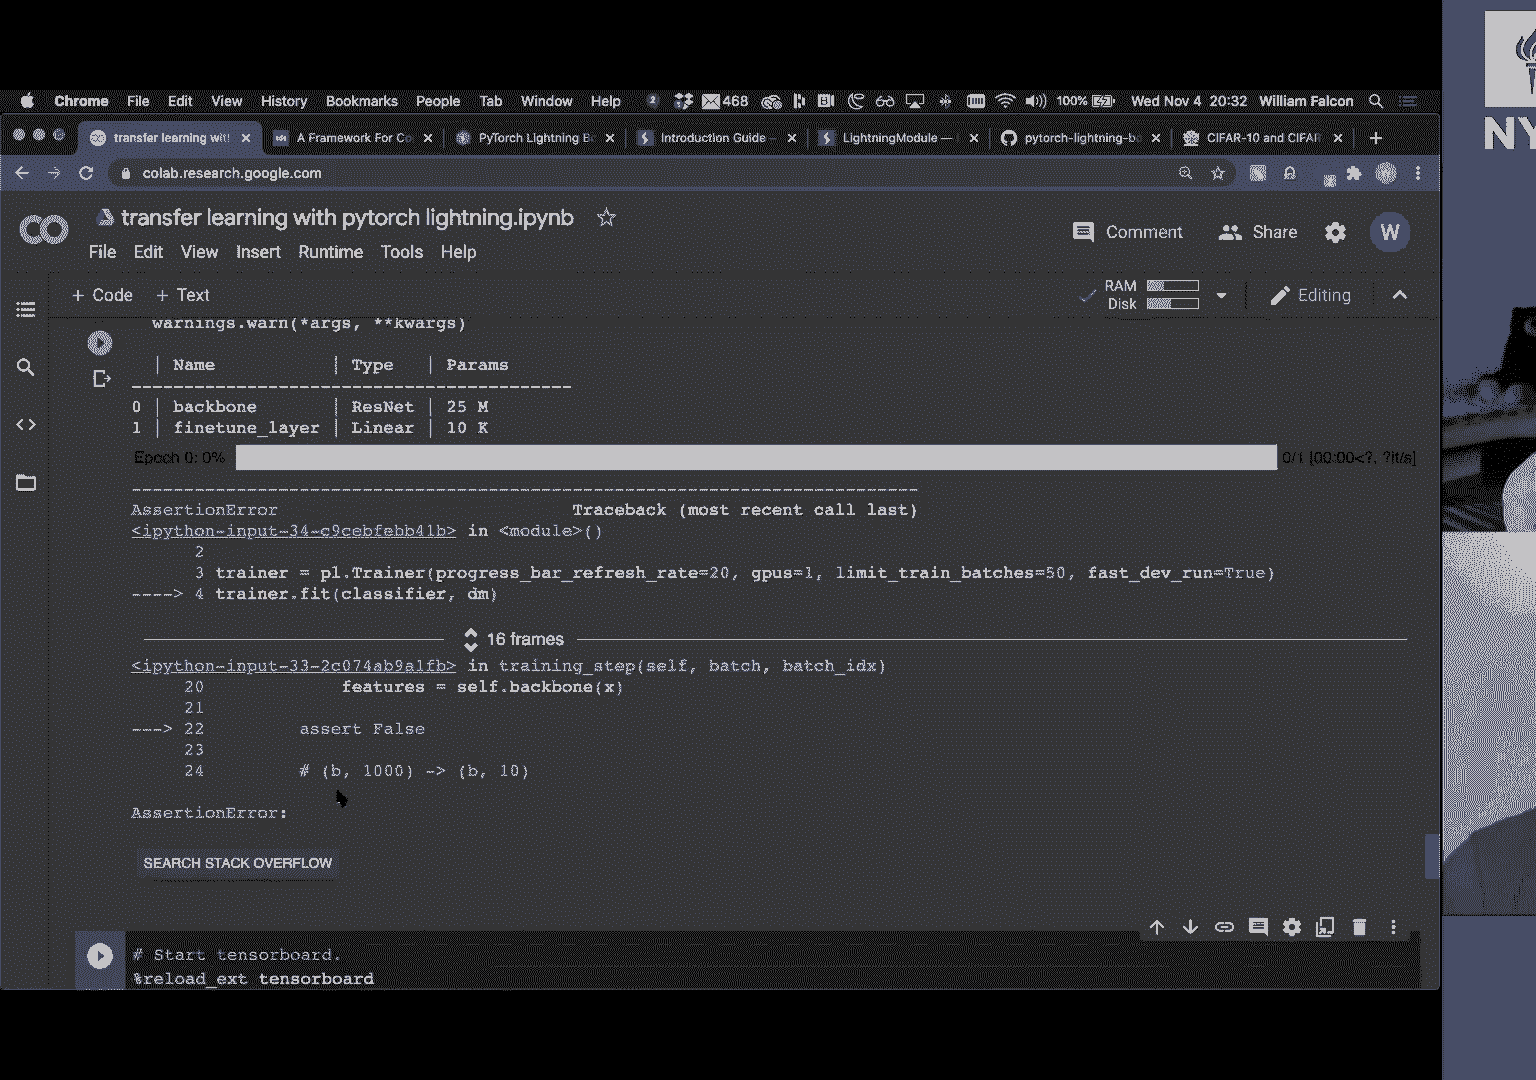 Chrome File Edit View History Bookmarks People Tab Window Help 2 468 100% Wed Nov 4 20:32 William Falcon
transfer learning wit A Framework For Co PyTorch Lightning B Introduction Guide — LightningModule — pytorch-lightning-bo CIFAR-10 and CIFAR
colab.research.google.com
NY
transfer learning with pytorch lightning.ipynb
Comment Share W
File Edit View Insert Runtime Tools Help
+ Code + Text RAM Disk Editing
warnings.warn(*args, **kwargs)
| Name | Type | Params
-----------------------------------------
0 | backbone | ResNet | 25 M
1 | finetune_layer | Linear | 10 K
Epoch 0: 0% 0/1 [00:00<?, ?it/s]
---------------------------------------------------------------------------
AssertionError Traceback (most recent call last)
<ipython-input-34-c9cebfebb41b> in <module>()
2
3 trainer = pl.Trainer(progress_bar_refresh_rate=20, gpus=1, limit_train_batches=50, fast_dev_run=True)
----> 4 trainer.fit(classifier, dm)
16 frames
<ipython-input-33-2c074ab9a1fb> in training_step(self, batch, batch_idx)
20 features = self.backbone(x)
21
---> 22 assert False
23
24 # (b, 1000) -> (b, 10)
AssertionError:
SEARCH STACK OVERFLOW
# Start tensorboard.
%reload_ext tensorboard